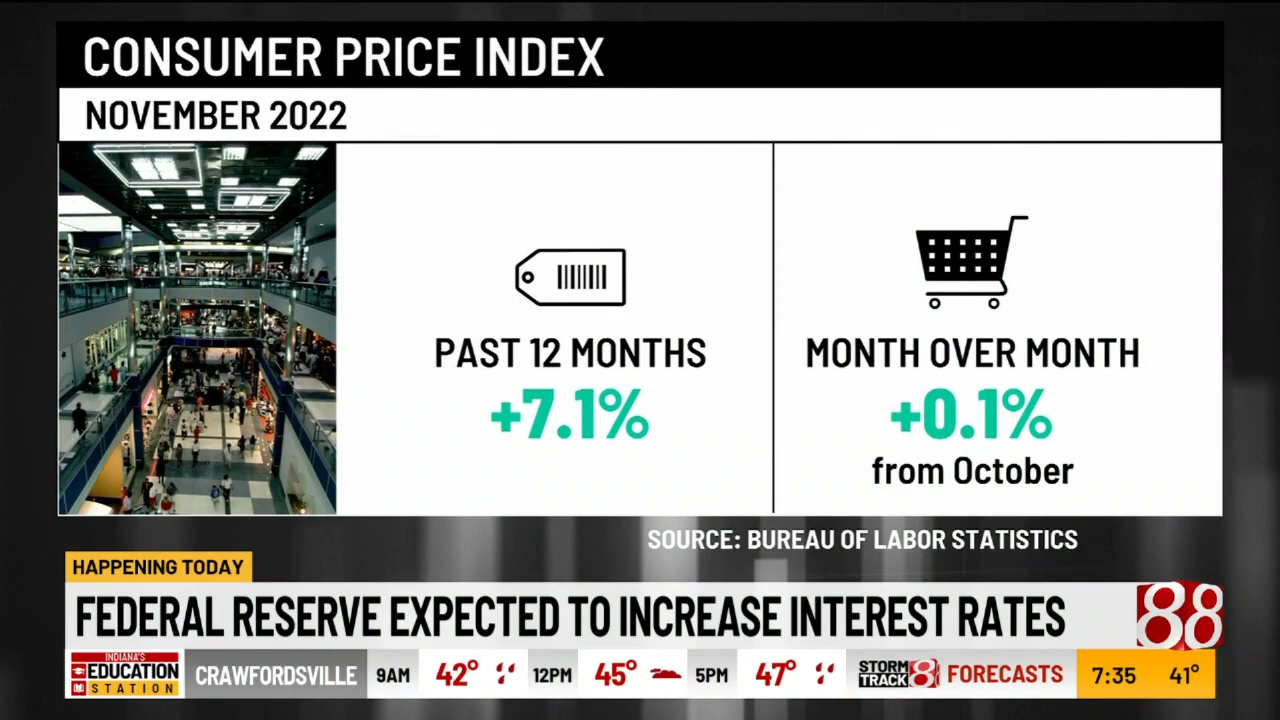 CONSUMER PRICE INDEX
NOVEMBER 2022
PAST 12 MONTHS
+7.1%
MONTH OVER MONTH
+0.1%
from October
SOURCE: BUREAU OF LABOR STATISTICS
HAPPENING TODAY
FEDERAL RESERVE EXPECTED TO INCREASE INTEREST RATES
88
INDIANA'S
EDUCATION
STATION
CRAWFORDSVILLE 9AM 42° 12PM 45° 5PM 47°
STORM
TRACK 8 FORECASTS
7:35 41°